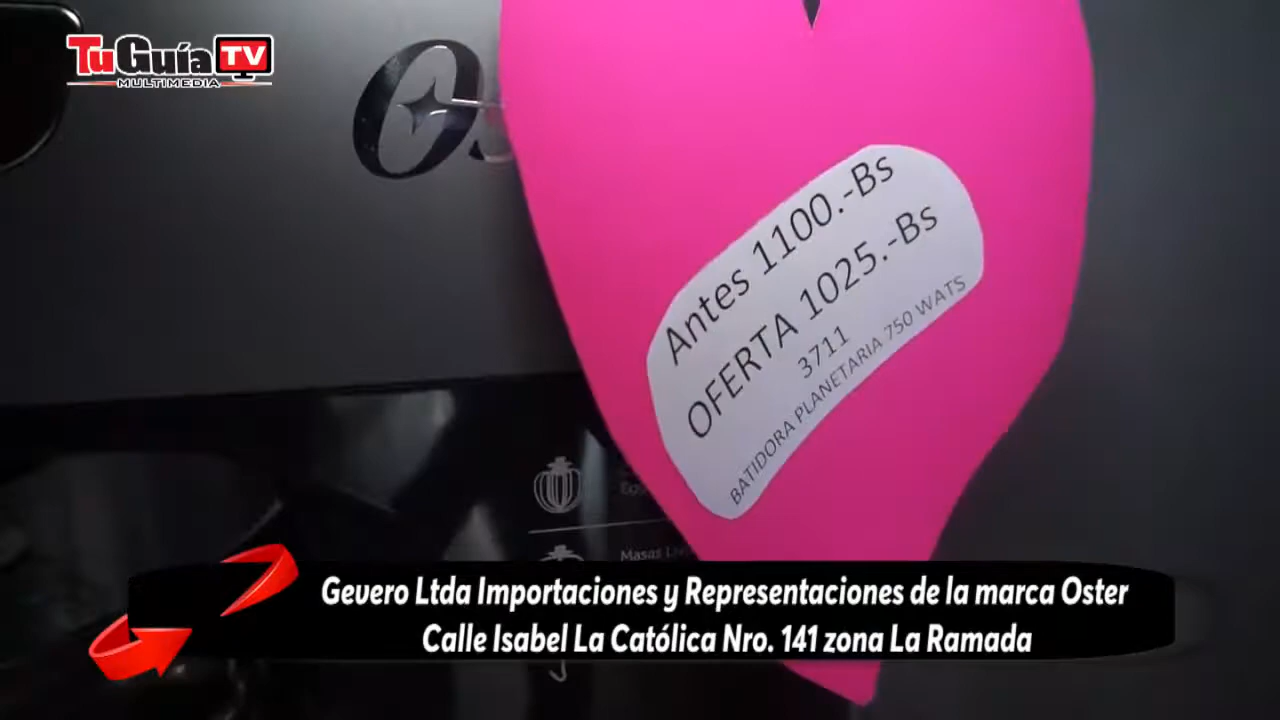 TuGuía TV
MULTIMEDIA
Antes 1100.-Bs
OFERTA 1025.-Bs
3711
BATIDORA PLANETARIA 750 WATS
Masas
Gevero Ltda Importaciones y Representaciones de la marca Oster
Calle Isabel La Católica Nro. 141 zona La Ramada